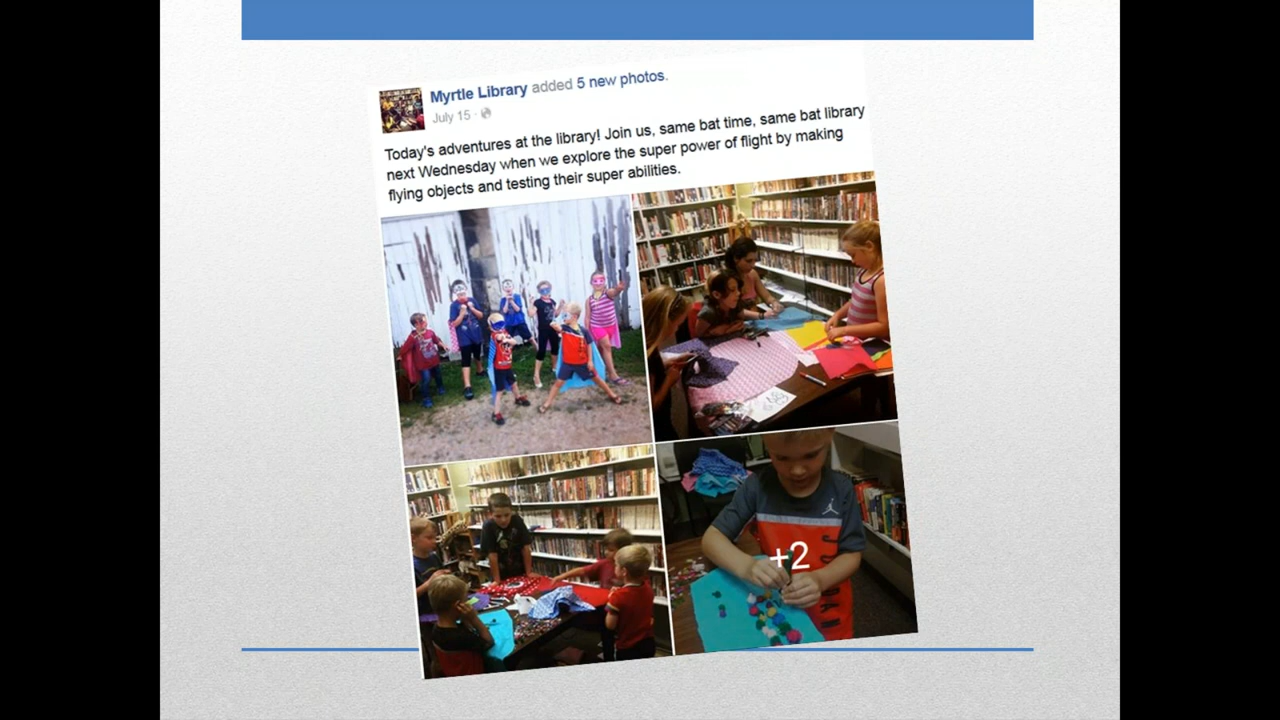 Myrtle Library added 5 new photos.
July 15 ·
Today's adventures at the library! Join us, same bat time, same bat library
next Wednesday when we explore the super power of flight by making
flying objects and testing their super abilities.
+2
JORDAN